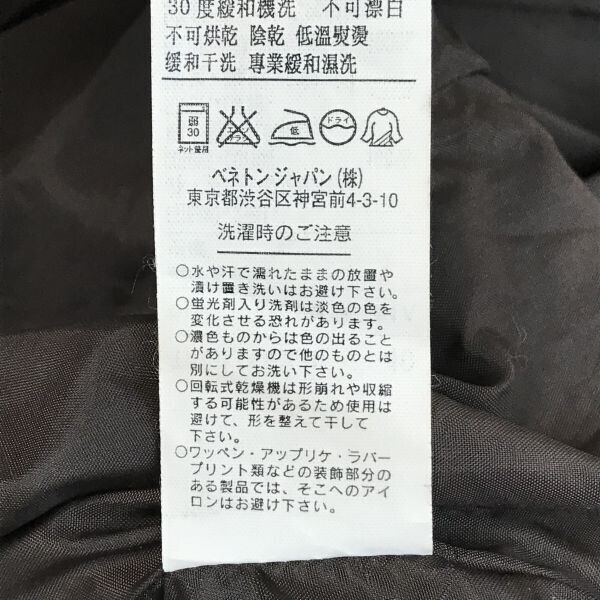 30度緩和機洗 不可漂白
不可烘乾 陰乾 低溫熨燙
缓和干洗 專業緩和濕洗
弱
30
ネット使用
エンソ
サラシ
低
ドライ
ベネトンジャパン(株)
東京都渋谷区神宮前4-3-10
洗濯時のご注意
○水や汗で濡れたままの放置や
漬け置き洗いはお避け下さい。
○蛍光剤入り洗剤は淡色の色を
変化させる恐れがあります。
○濃色ものからは色の出ること
がありますので他のものとは
別にしてお洗い下さい。
○回転式乾燥機は形崩れや収縮
する可能性があるため使用は
避けて、形を整えて干して
下さい。
○ワッペン・アップリケ・ラバー
プリント類などの装飾部分の
ある製品では、そこへのアイ
ロンはお避け下さい。